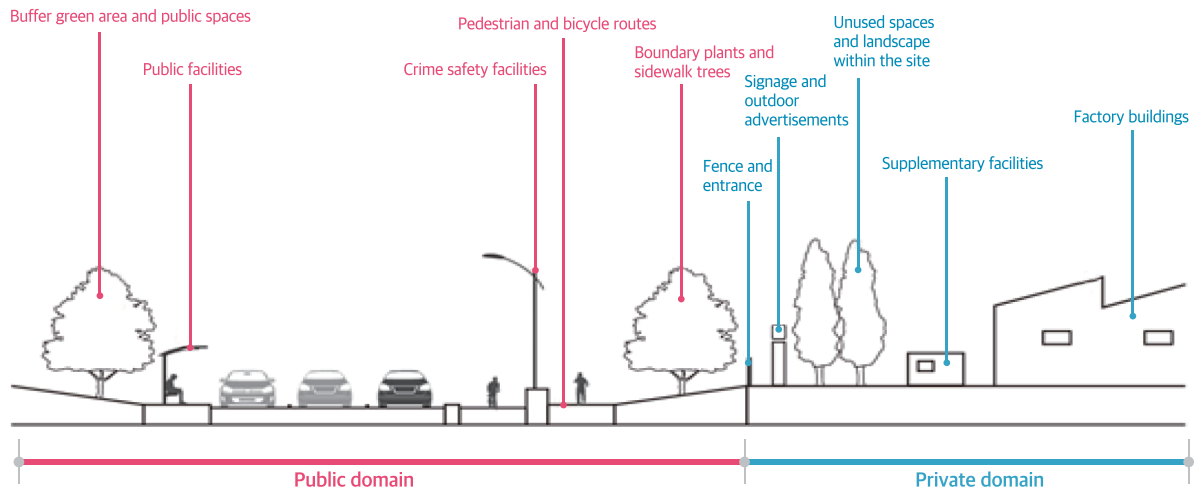 Buffer green area and public spaces
Public facilities
Crime safety facilities
Pedestrian and bicycle routes
Boundary plants and
sidewalk trees
Fence and
entrance
Signage and
outdoor
advertisements
Unused spaces
and landscape
within the site
Supplementary facilities
Factory buildings
Public domain
Private domain